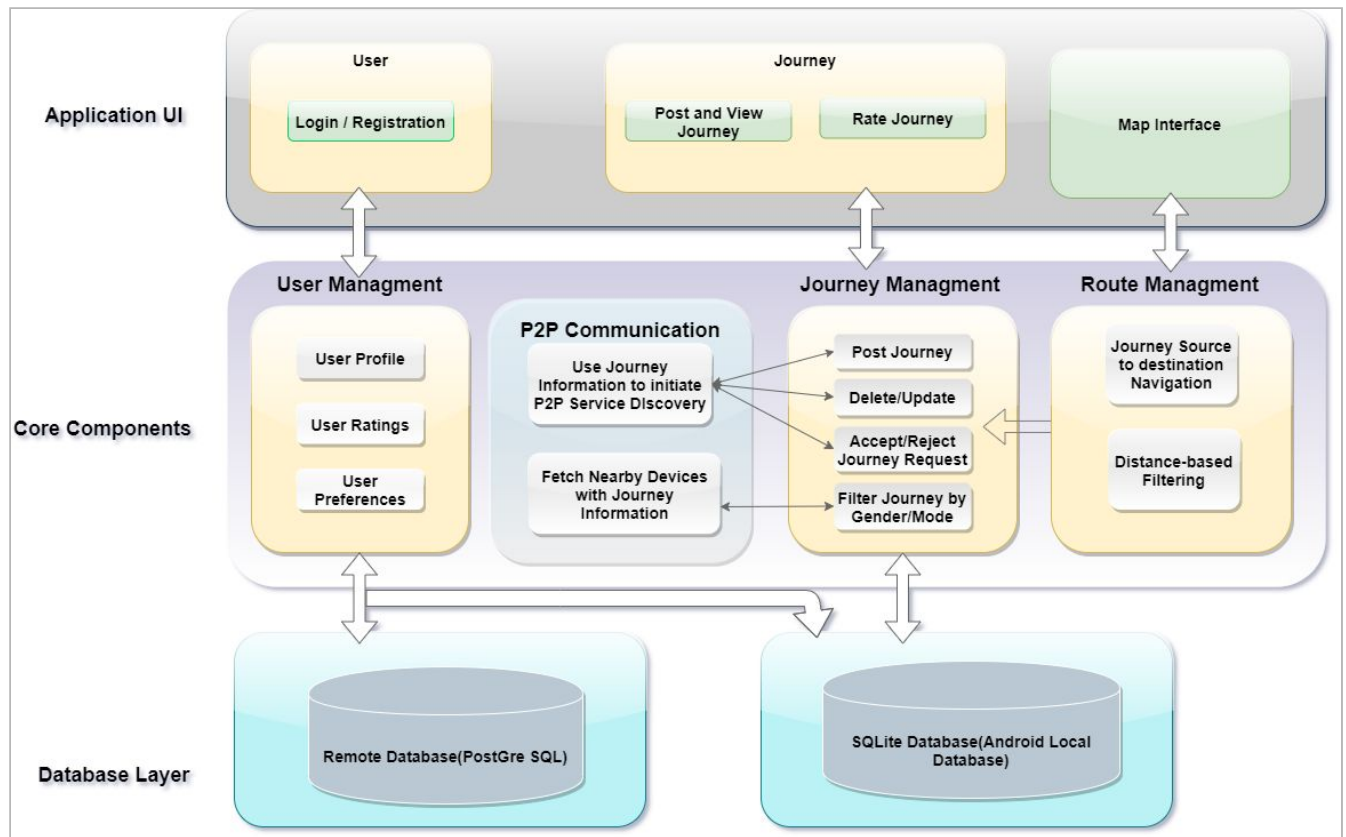 Application UI
User
Login / Registration
Journey
Post and View
Journey
Rate Journey
Map Interface
Core Components
User Managment
User Profile
User Ratings
User
Preferences
P2P Communication
Use Journey
Information to initiate
P2P Service DIscovery
Fetch Nearby Devices
with Journey
Information
Journey Managment
Post Journey
Delete/Update
Accept/Reject
Journey Request
Filter Journey by
Gender/Mode
Route Managment
Journey Source
to destination
Navigation
Distance-based
Filtering
Database Layer
Remote Database(PostGre SQL)
SQLite Database(Android Local
Database)